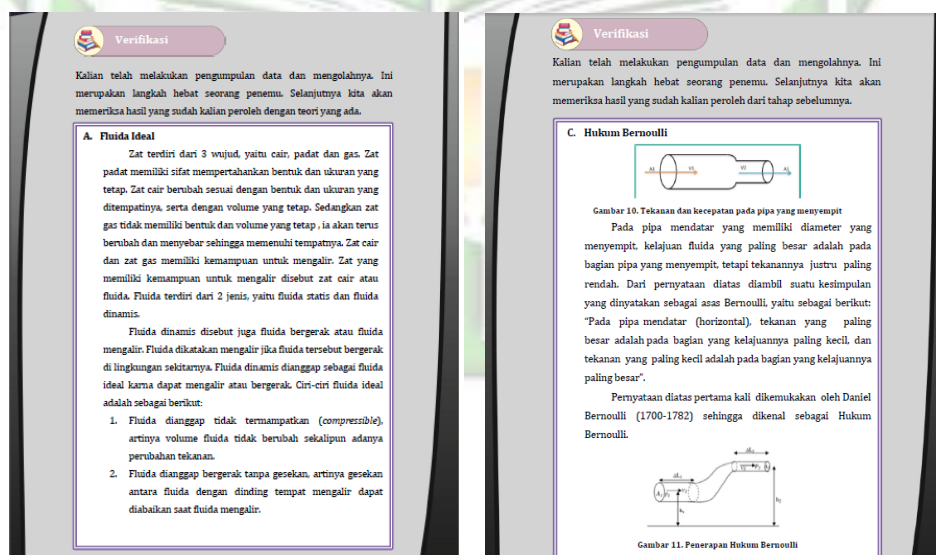 Verifikasi
Kalian telah melakukan pengumpulan data dan mengolahnya. Ini
merupakan langkah hebat seorang penemu. Selanjutnya kita akan
memeriksa hasil yang sudah kalian peroleh dengan teori yang ada.
A. Fluida Ideal
Zat terdiri dari 3 wujud, yaitu cair, padat dan gas. Zat
padat memiliki sifat mempertahankan bentuk dan ukuran yang
tetap. Zat cair berubah sesuai dengan bentuk dan ukuran yang
ditempatinya, serta dengan volume yang tetap. Sedangkan zat
gas tidak memiliki bentuk dan volume yang tetap , ia akan terus
berubah dan menyebar sehingga memenuhi tempatnya. Zat cair
dan zat gas memiliki kemampuan untuk mengalir. Zat yang
memiliki kemampuan untuk mengalir disebut zat cair atau
fluida. Fluida terdiri dari 2 jenis, yaitu fluida statis dan fluida
dinamis.
Fluida dinamis disebut juga fluida bergerak atau fluida
mengalir. Fluida dikatakan mengalir jika fluida tersebut bergerak
di lingkungan sekitarnya. Fluida dinamis dianggap sebagai fluida
ideal karna dapat mengalir atau bergerak. Ciri-ciri fluida ideal
adalah sebagai berikut:
1. Fluida dianggap tidak termampatkan (compressible),
artinya volume fluida tidak berubah sekalipun adanya
perubahan tekanan.
2. Fluida dianggap bergerak tanpa gesekan, artinya gesekan
antara fluida dengan dinding tempat mengalir dapat
diabaikan saat fluida mengalir.
Verifikasi
Kalian telah melakukan pengumpulan data dan mengolahnya. Ini
merupakan langkah hebat seorang penemu. Selanjutnya kita akan
memeriksa hasil yang sudah kalian peroleh dari tahap sebelumnya.
C. Hukum Bernoulli
A1 V1 V2
Gambar 10. Tekanan dan kecepatan pada pipa yang menyempit
Pada pipa mendatar yang memiliki diameter yang
menyempit, kelajuan fluida yang paling besar adalah pada
bagian pipa yang menyempit, tetapi tekanannya justru paling
rendah. Dari pernyataan diatas diambil suatu kesimpulan
yang dinyatakan sebagai asas Bernoulli, yaitu sebagai berikut:
"Pada pipa mendatar (horizontal), tekanan yang paling
besar adalah pada bagian yang kelajuannya paling kecil, dan
tekanan yang paling kecil adalah pada bagian yang kelajuannya
paling besar".
Pernyataan diatas pertama kali dikemukakan oleh Daniel
Bernoulli (1700-1782) sehingga dikenal sebagai Hukum
Bernoulli.
Gambar 11. Penerapan Hukum Bernoulli